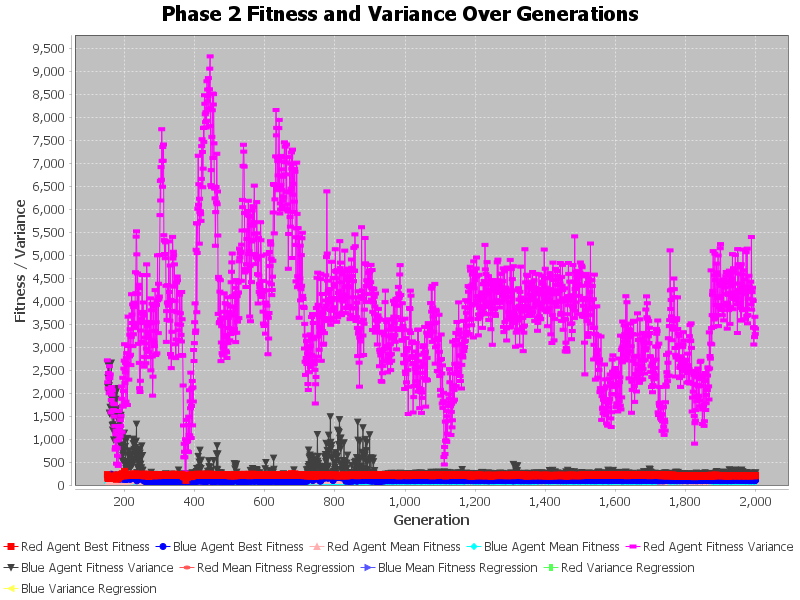 Phase 2 Fitness and Variance Over Generations
9,500
9,000
8,500
8,000
7,500
7,000
6,500
6,000
5,500
5,000
4,500
4,000
3,500
3,000
2,500
2,000
1,500
1,000
500
0
Fitness / Variance
200 400 600 800 1,000 1,200 1,400 1,600 1,800 2,000
Generation
Red Agent Best Fitness Blue Agent Best Fitness Red Agent Mean Fitness Blue Agent Mean Fitness Red Agent Fitness Variance
Blue Agent Fitness Variance Red Mean Fitness Regression Blue Mean Fitness Regression Red Variance Regression
Blue Variance Regression